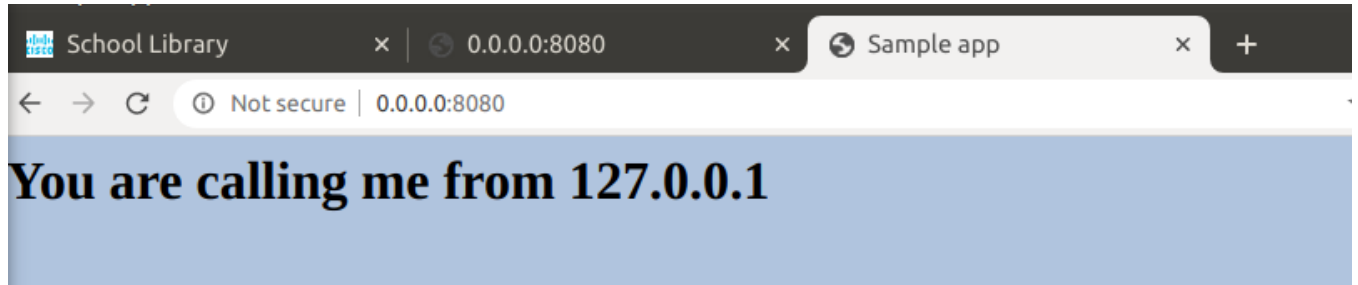 School Library
0.0.0.0:8080
Sample app
Not secure
0.0.0.0:8080
You are calling me from 127.0.0.1